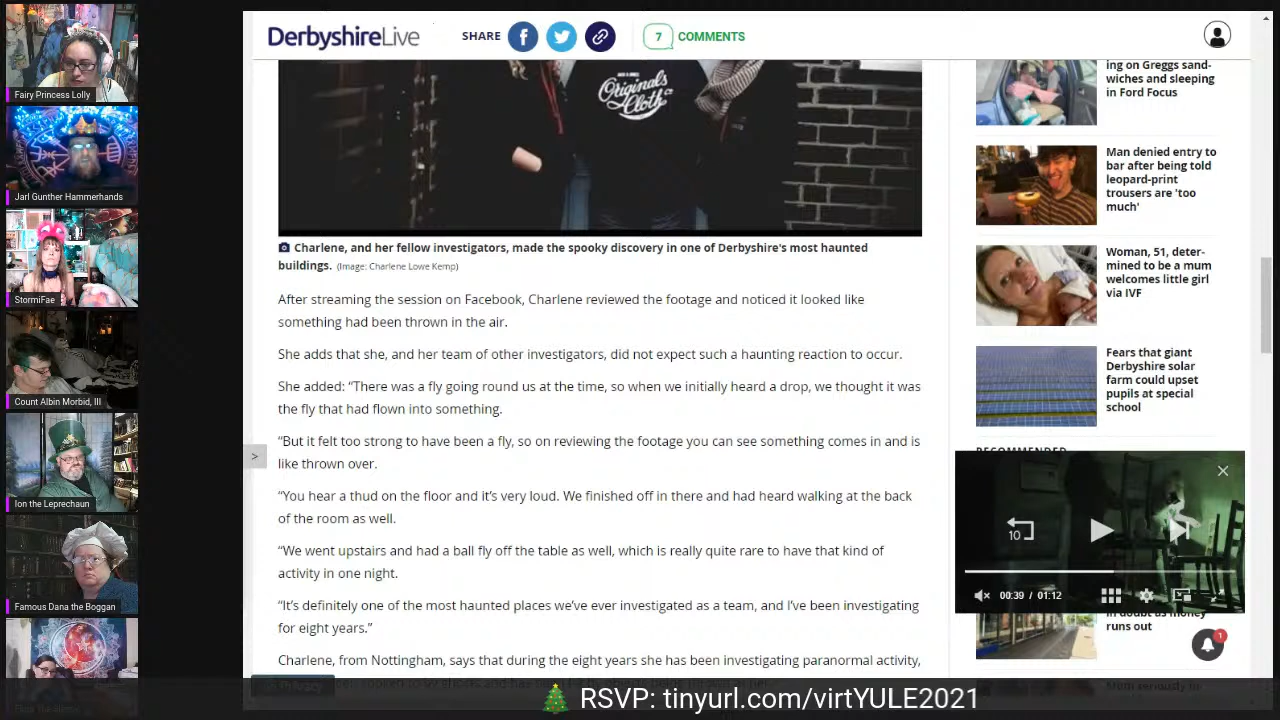 Fairy Princess Lolly
Jarl Gunther Hammerhands
StormiFae
Count Albin Morbid, III
Ion the Leprechaun
Famous Dana the Boggan
DerbyshireLive
SHARE
7 COMMENTS
Originals
Cloth
Charlene, and her fellow investigators, made the spooky discovery in one of Derbyshire's most haunted
buildings. (Image: Charlene Lowe Kemp)
After streaming the session on Facebook, Charlene reviewed the footage and noticed it looked like
something had been thrown in the air.
She adds that she, and her team of other investigators, did not expect such a haunting reaction to occur.
She added: “There was a fly going round us at the time, so when we initially heard a drop, we thought it was
the fly that had flown into something.
“But it felt too strong to have been a fly, so on reviewing the footage you can see something comes in and is
like thrown over.
“You hear a thud on the floor and it’s very loud. We finished off in there and had heard walking at the back
of the room as well.
“We went upstairs and had a ball fly off the table as well, which is really quite rare to have that kind of
activity in one night.
“It’s definitely one of the most haunted places we’ve ever investigated as a team, and I’ve been investigating
for eight years.”
Charlene, from Nottingham, says that during the eight years she has been investigating paranormal activity,
Privacy
>
ing on Greggs sand-
wiches and sleeping
in Ford Focus
Man denied entry to
bar after being told
leopard-print
trousers are 'too
much'
Woman, 51, deter-
mined to be a mum
welcomes little girl
via IVF
Fears that giant
Derbyshire solar
farm could upset
pupils at special
school
RECOMMENDED
10
00:39 / 01:12
in doubt as money
runs out
1
RSVP: tinyurl.com/virtYULE2021